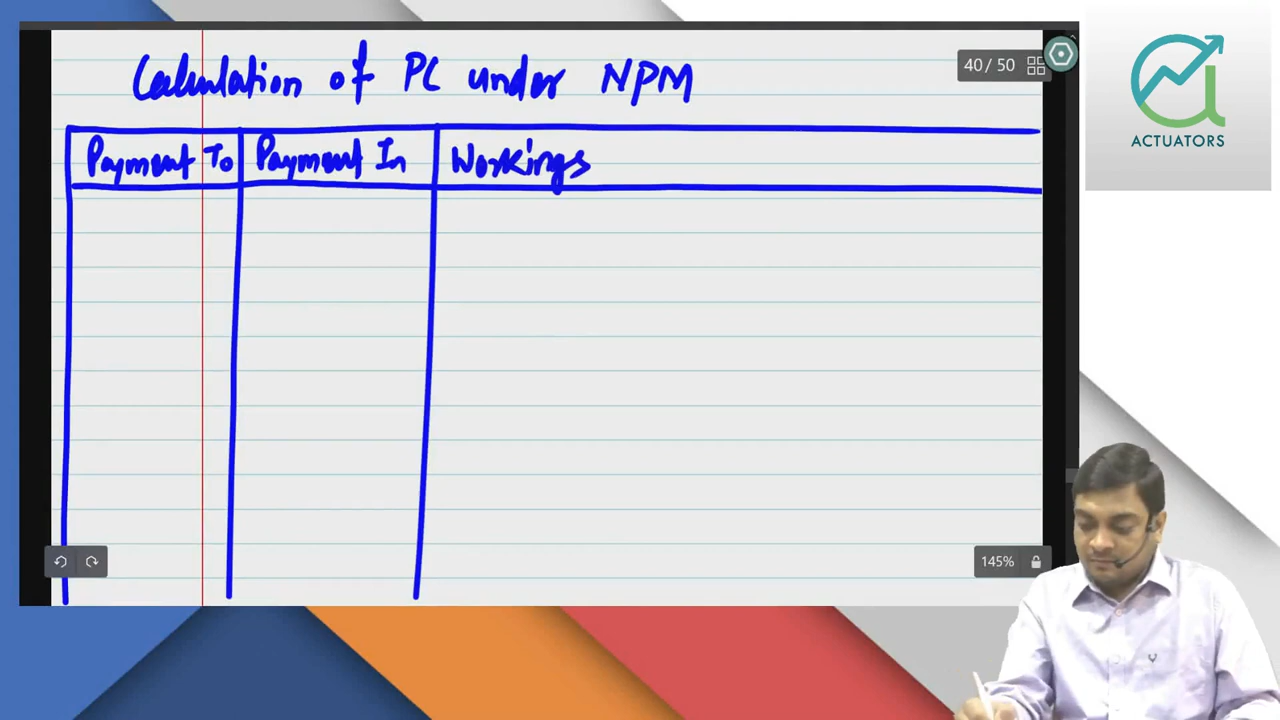 Calculation of PC under NPM
40 / 50
Payment To Payment In Workings
145%
ACTUATORS